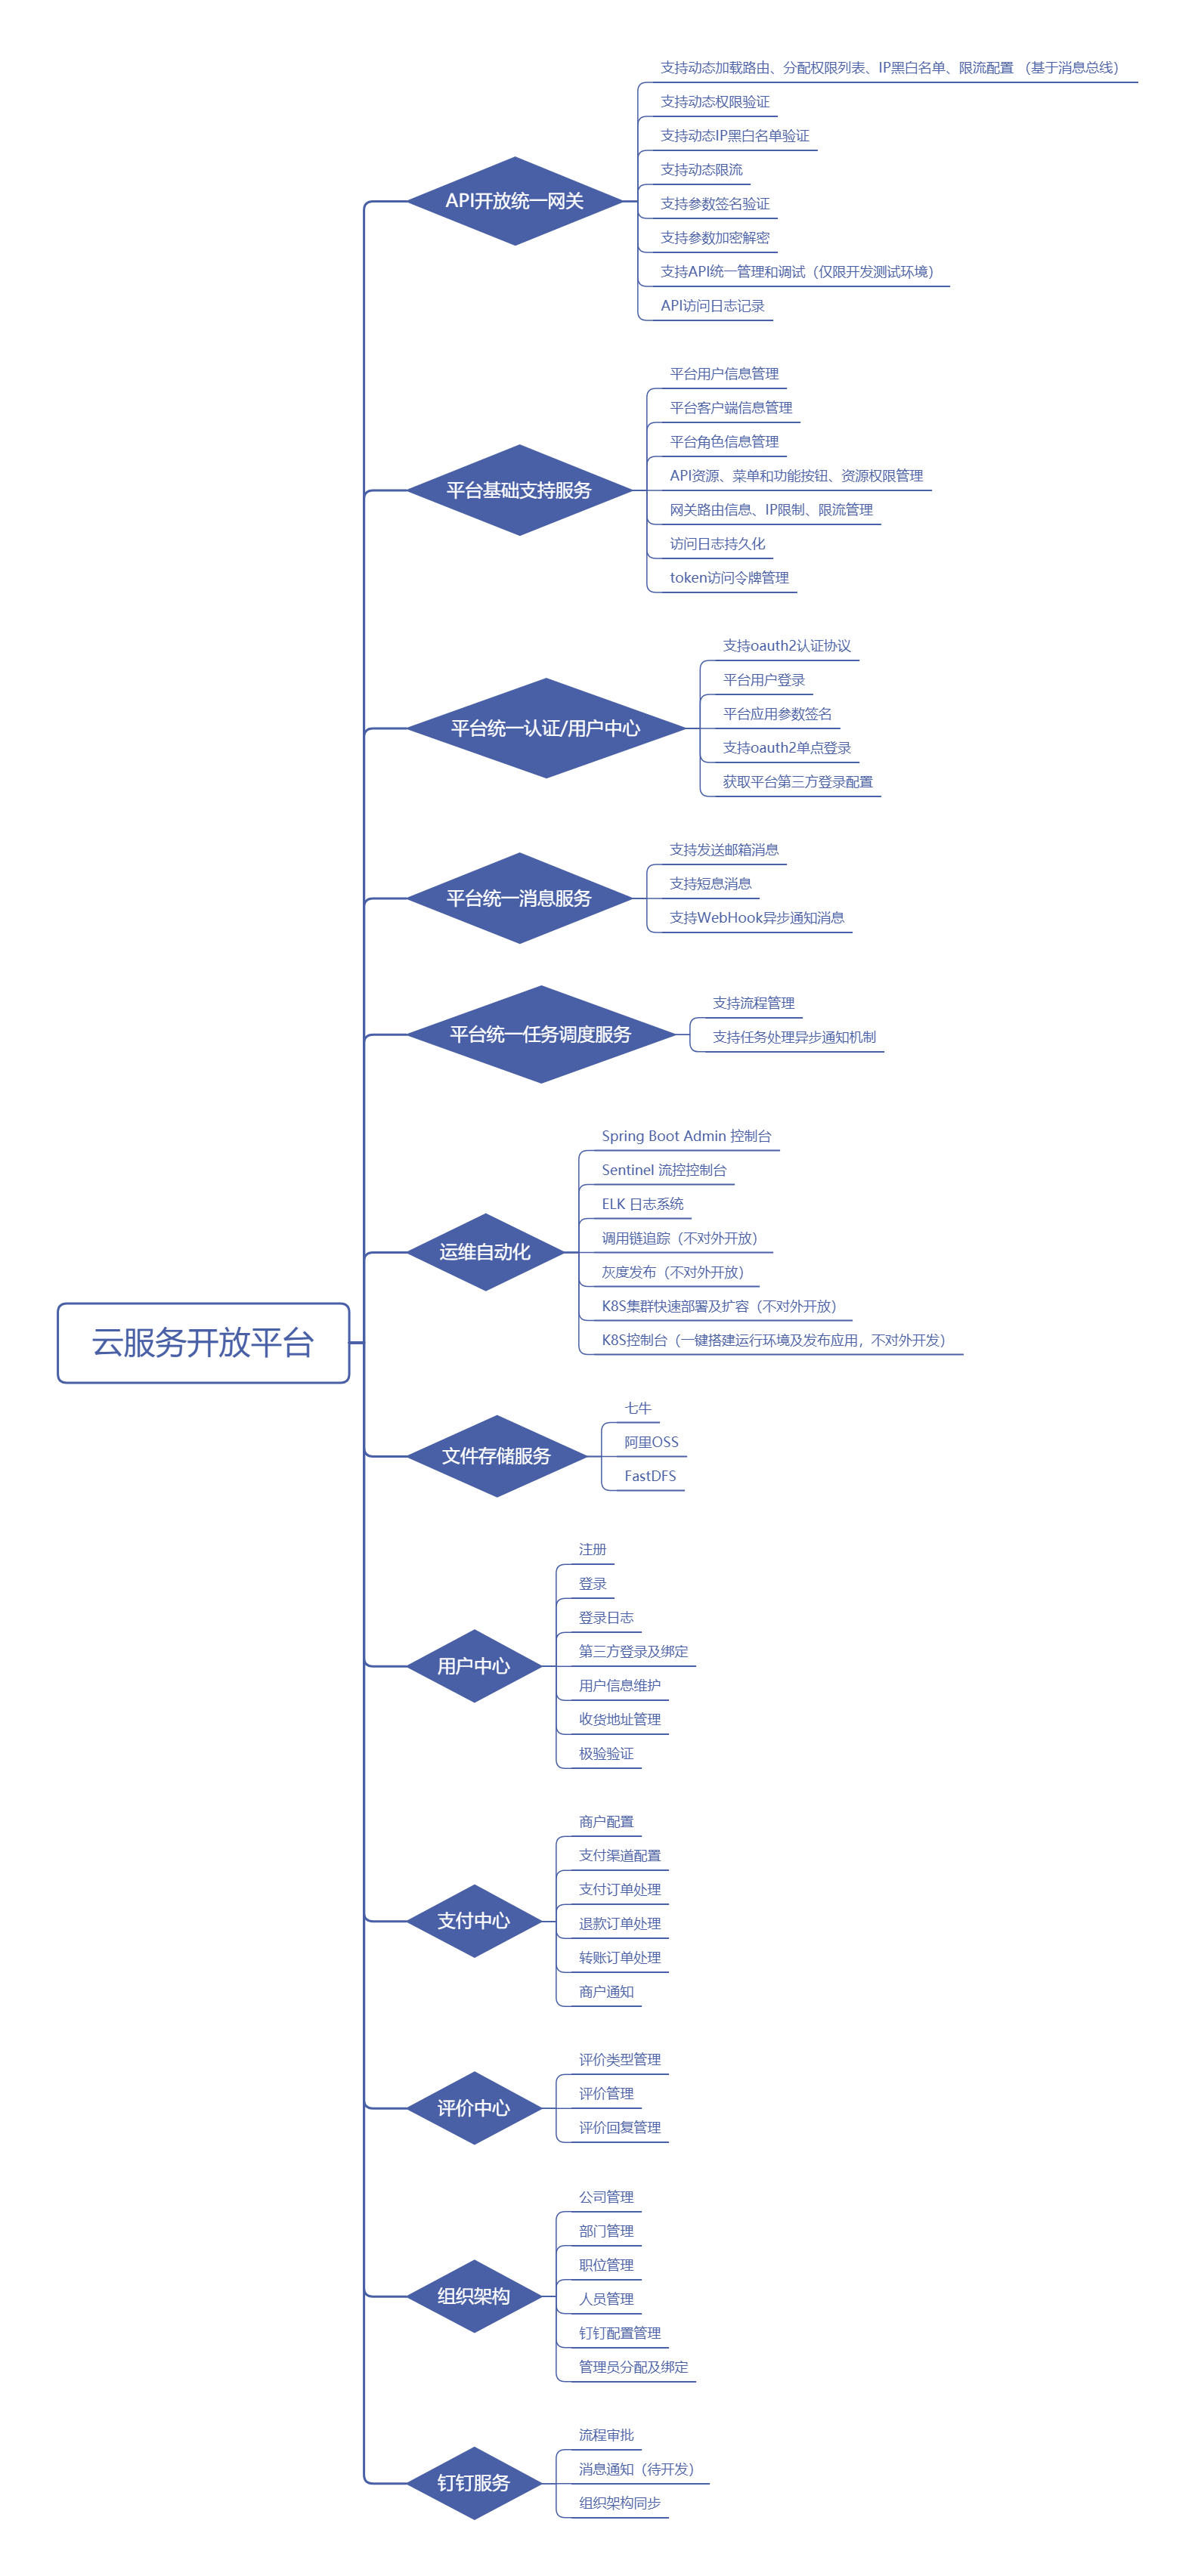 云服务开放平台
API开放统一网关
支持动态加载路由、分配权限列表、IP黑白名单、限流配置 （基于消息总线）
支持动态权限验证
支持动态IP黑白名单验证
支持动态限流
支持参数签名验证
支持参数加密解密
支持API统一管理和调试（仅限开发测试环境）
API访问日志记录
平台基础支持服务
平台用户信息管理
平台客户端信息管理
平台角色信息管理
API资源、菜单和功能按钮、资源权限管理
网关路由信息、IP限制、限流管理
访问日志持久化
token访问令牌管理
平台统一认证/用户中心
支持oauth2认证协议
平台用户登录
平台应用参数签名
支持oauth2单点登录
获取平台第三方登录配置
平台统一消息服务
支持发送邮箱消息
支持短息消息
支持WebHook异步通知消息
平台统一任务调度服务
支持流程管理
支持任务处理异步通知机制
运维自动化
Spring Boot Admin 控制台
Sentinel 流控控制台
ELK 日志系统
调用链追踪（不对外开放）
灰度发布（不对外开放）
K8S集群快速部署及扩容（不对外开放）
K8S控制台（一键搭建运行环境及发布应用，不对外开发）
文件存储服务
七牛
阿里OSS
FastDFS
用户中心
注册
登录
登录日志
第三方登录及绑定
用户信息维护
收货地址管理
极验验证
支付中心
商户配置
支付渠道配置
支付订单处理
退款订单处理
转账订单处理
商户通知
评价中心
评价类型管理
评价管理
评价回复管理
组织架构
公司管理
部门管理
职位管理
人员管理
钉钉配置管理
管理员分配及绑定
钉钉服务
流程审批
消息通知（待开发）
组织架构同步